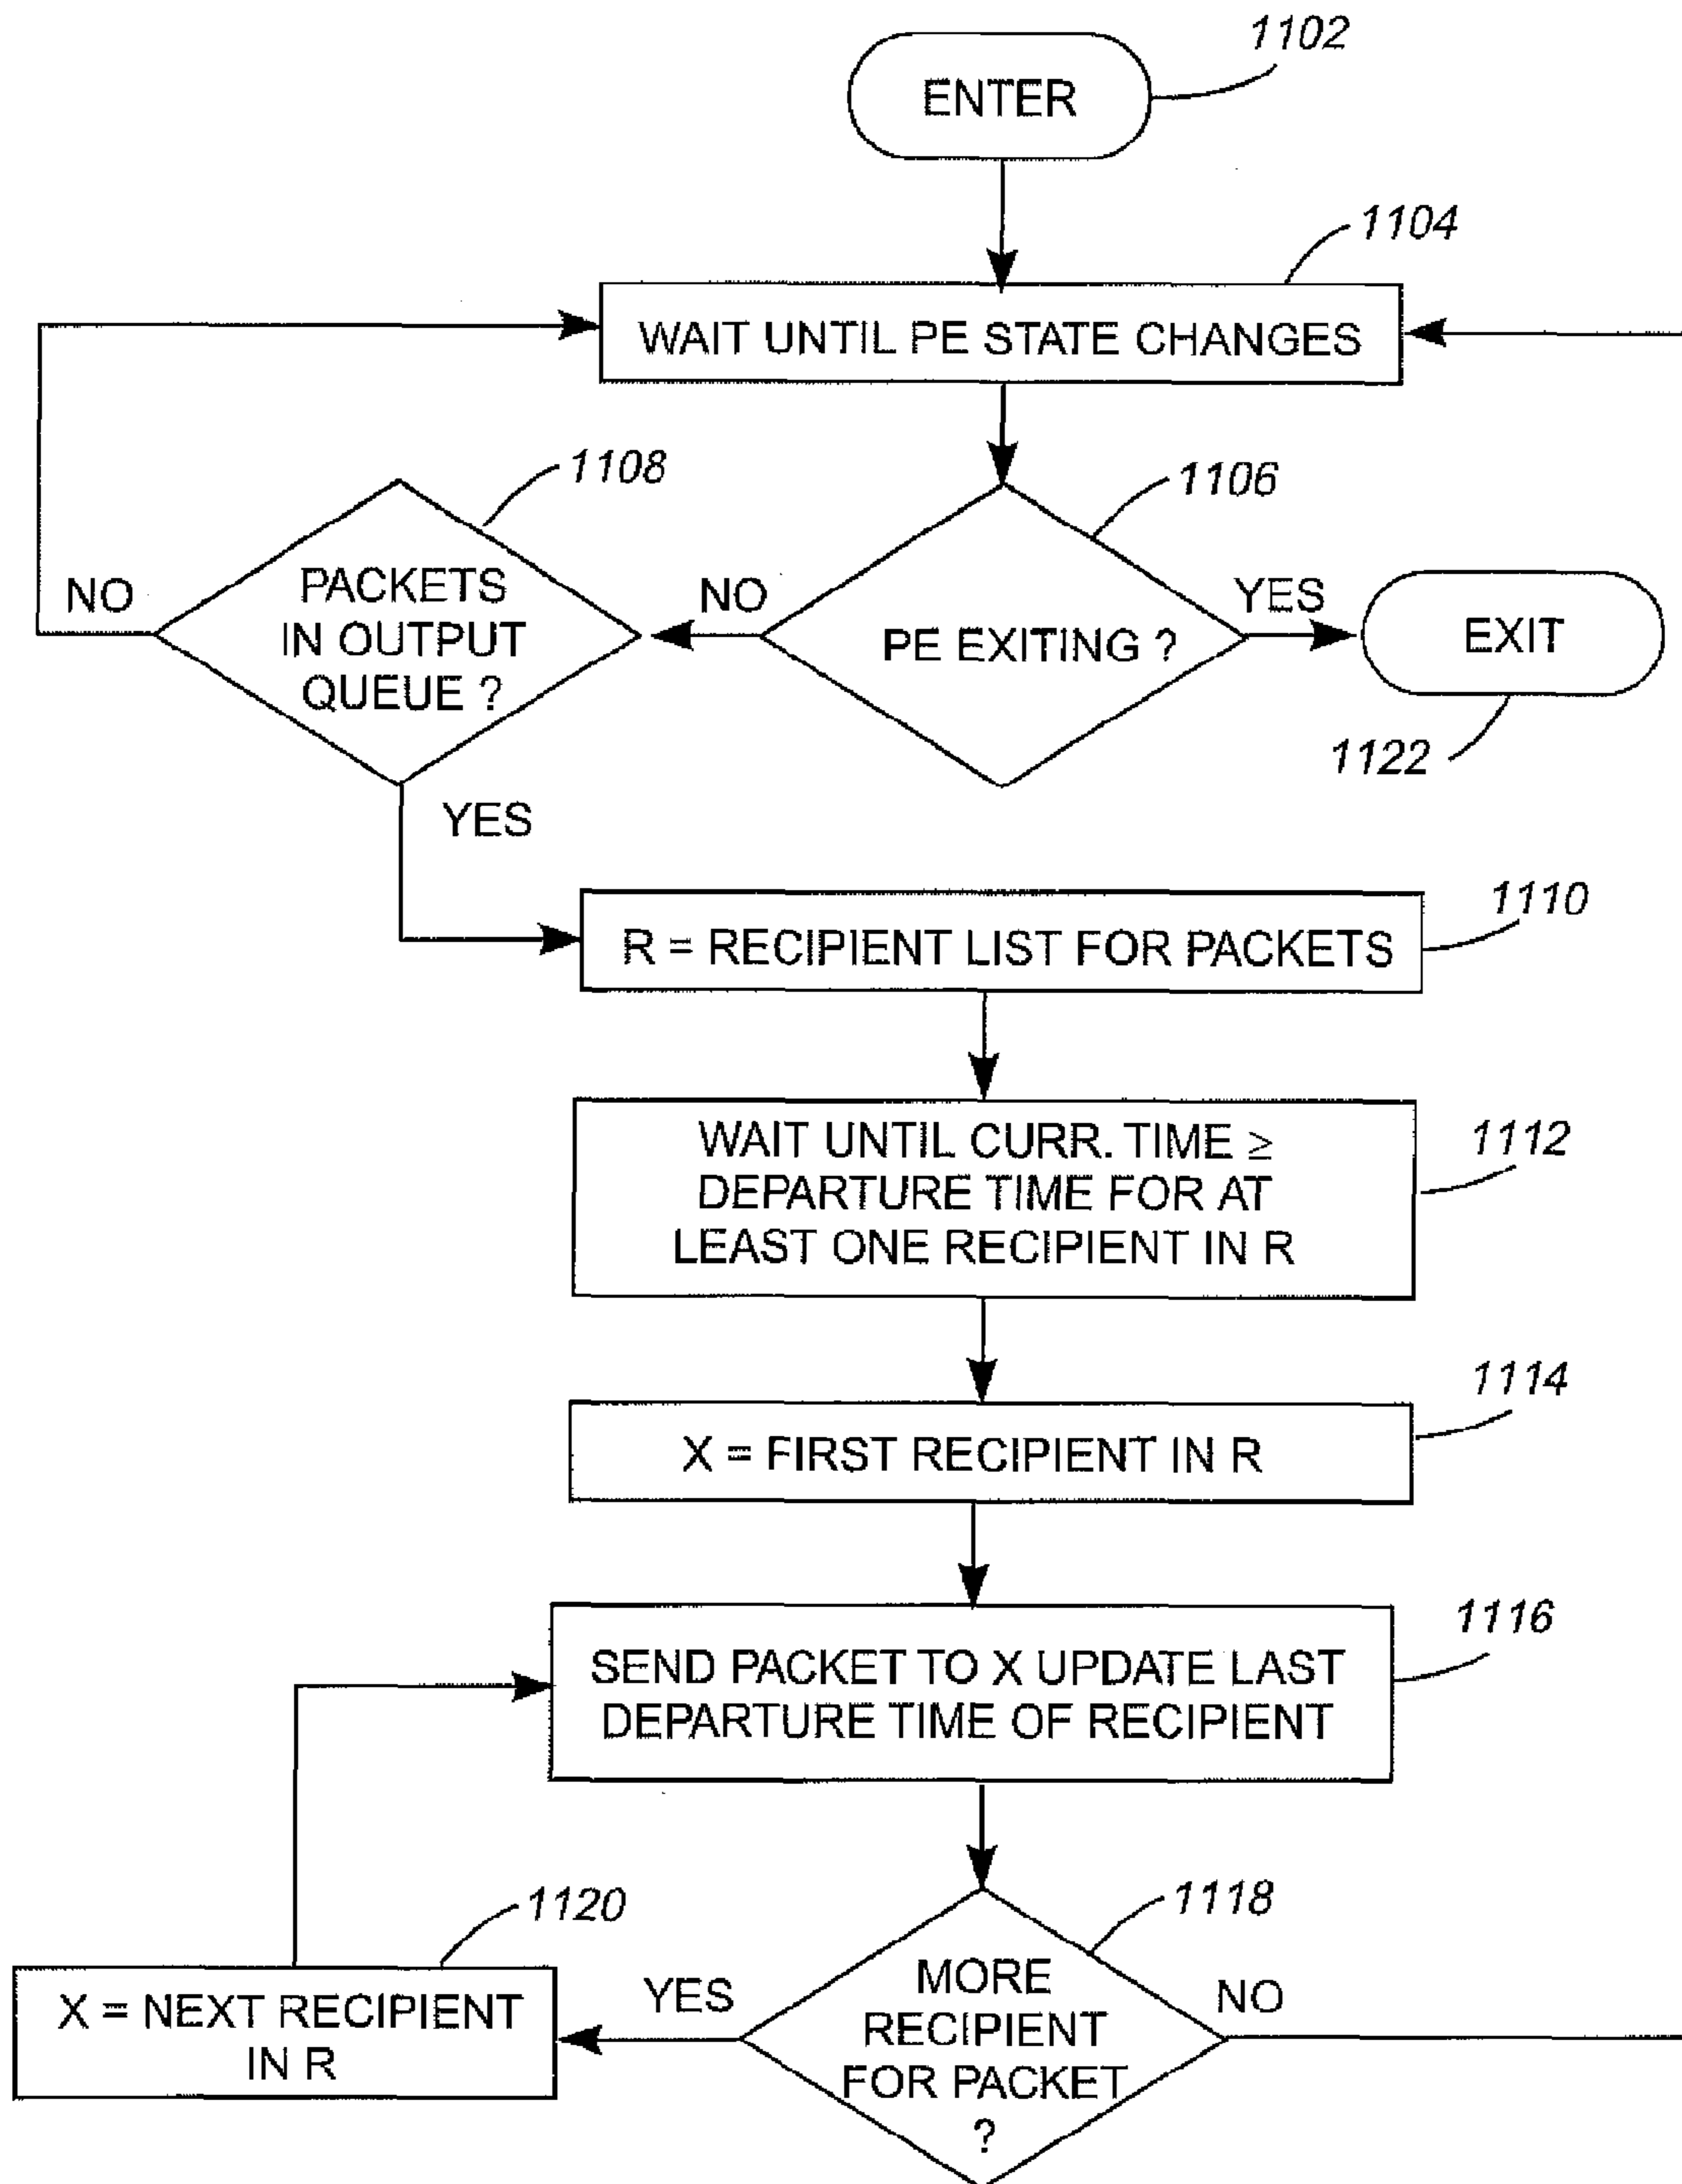 1102
ENTER
1104
WAIT UNTIL PE STATE CHANGES
1108
1106
PACKETS
IN OUTPUT
QUEUE ?
NO
NO
PE EXITING ?
YES
EXIT
1122
YES
1110
R = RECIPIENT LIST FOR PACKETS
1112
WAIT UNTIL CURR. TIME ≥
DEPARTURE TIME FOR AT
LEAST ONE RECIPIENT IN R
1114
X = FIRST RECIPIENT IN R
1116
SEND PACKET TO X UPDATE LAST
DEPARTURE TIME OF RECIPIENT
1120
1118
X = NEXT RECIPIENT
IN R
YES
MORE
RECIPIENT
FOR PACKET
?
NO